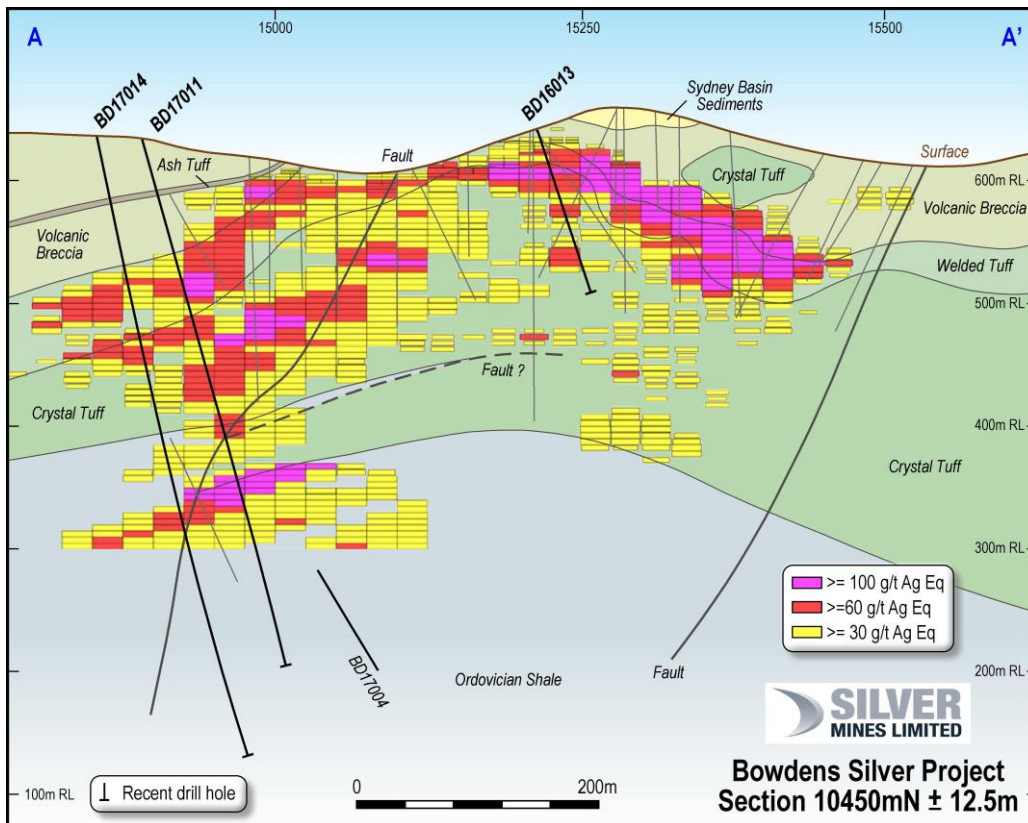 15000
15250
15500
A
A'
BD17014
BD17011
BD16013
Sydney Basin
Sediments
Ash Tuff
Fault
Surface
Crystal Tuff
600m RL
Volcanic Breccia
Volcanic
Breccia
Welded Tuff
500m RL
Fault ?
Crystal Tuff
400m RL
Crystal Tuff
300m RL
>= 100 g/t Ag Eq
>=60 g/t Ag Eq
>= 30 g/t Ag Eq
BD17004
Ordovician Shale
Fault
200m RL
SILVER
MINES LIMITED
Bowdens Silver Project
Section 10450mN ± 12.5m
100m RL
Recent drill hole
0
200m